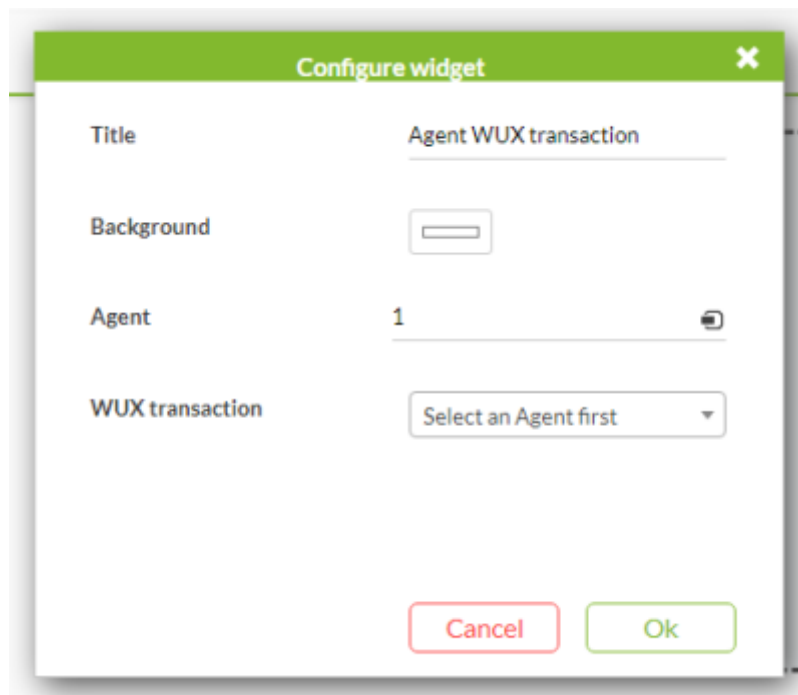 Configure widget
Title
Agent WUX transaction
Background
Agent
1
WUX transaction
Select an Agent first
Cancel
Ok